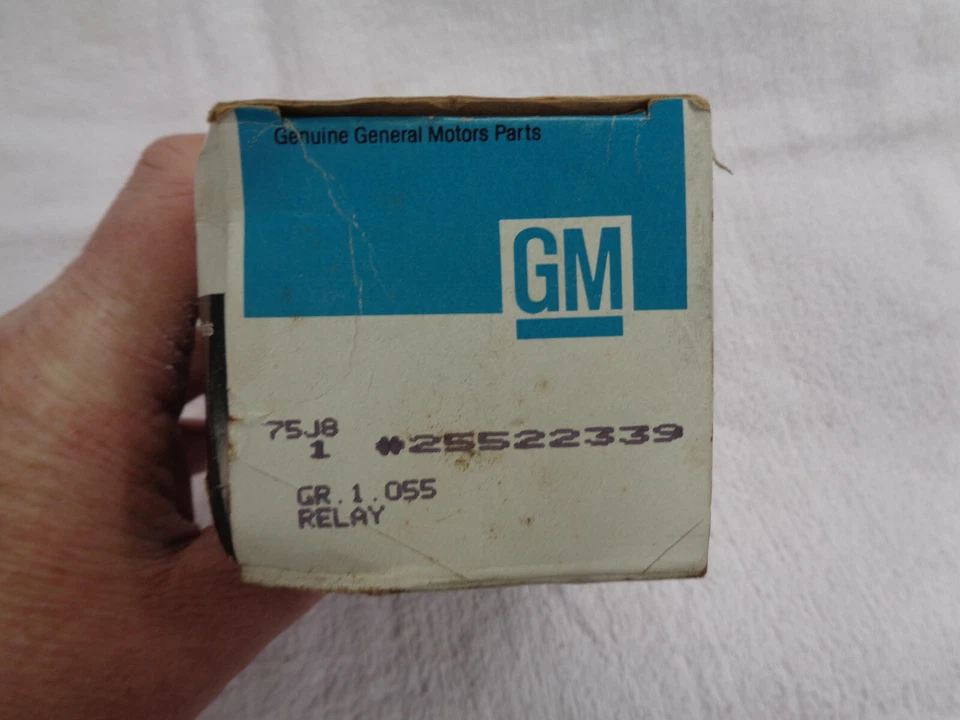 Genuine General Motors Parts
GM
75J8
1 #25522339
GR.1.055
RELAY